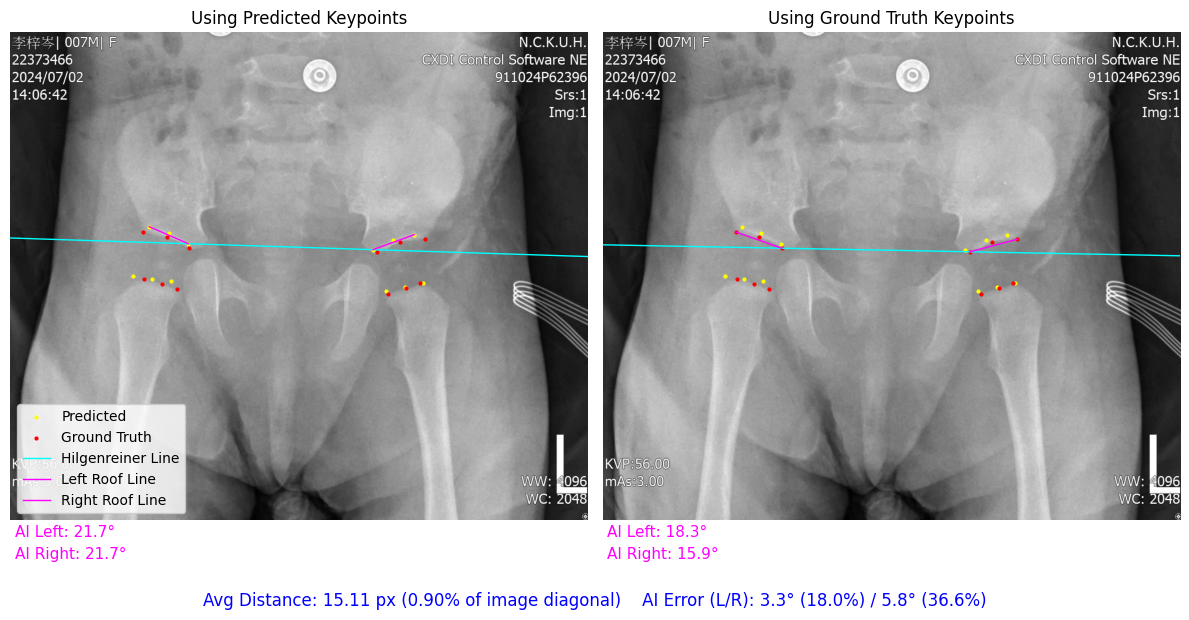 Using Predicted Keypoints
李梓岑| 007M| F
22373466
2024/07/02
14:06:42
N.C.K.U.H.
CXDI Control Software NE
911024P62396
Srs:1
Img:1
Predicted
Ground Truth
Hilgenreiner Line
Left Roof Line
Right Roof Line
WW: 4096
WC: 2048
AI Left: 21.7°
AI Right: 21.7°
Using Ground Truth Keypoints
李梓岑| 007M| F
22373466
2024/07/02
14:06:42
N.C.K.U.H.
CXDI Control Software NE
911024P62396
Srs:1
Img:1
KVP:56.00
mAs:3.00
WW: 4096
WC: 2048
AI Left: 18.3°
AI Right: 15.9°
Avg Distance: 15.11 px (0.90% of image diagonal) AI Error (L/R): 3.3° (18.0%) / 5.8° (36.6%)